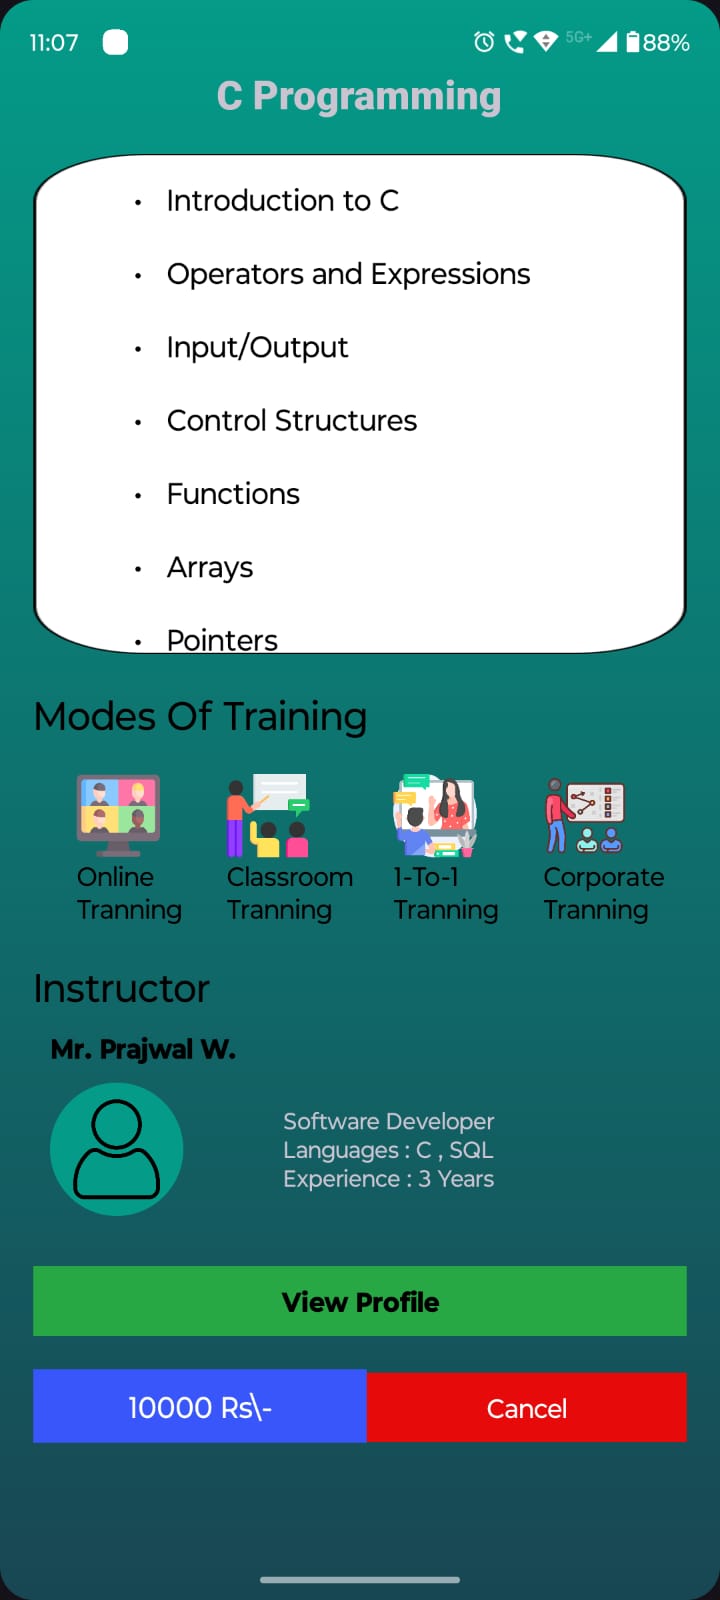 11:07 5G+ 88%
C Programming
• Introduction to C
• Operators and Expressions
• Input/Output
• Control Structures
• Functions
• Arrays
• Pointers
Modes Of Training
Online Tranning
Classroom Tranning
1-To-1 Tranning
Corporate Tranning
Instructor
Mr. Prajwal W.
Software Developer
Languages : C , SQL
Experience : 3 Years
View Profile
10000 Rs\-
Cancel